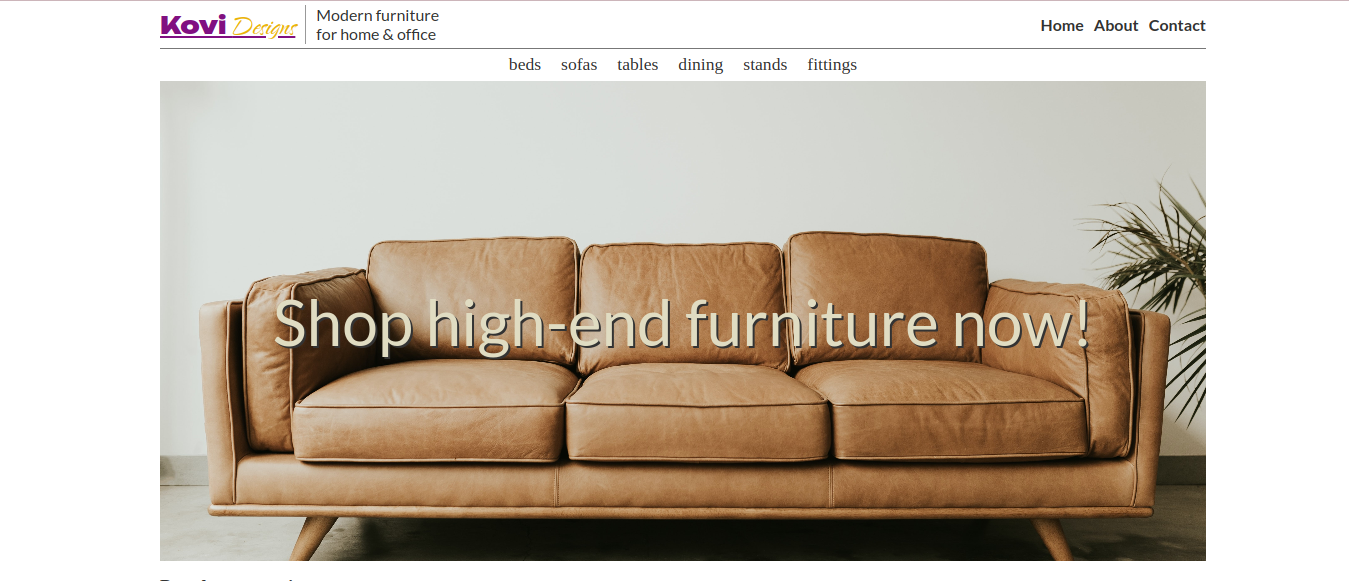 Kovi Designs
Modern furniture
for home & office
Home About Contact
beds sofas tables dining stands fittings
Shop high-end furniture now!